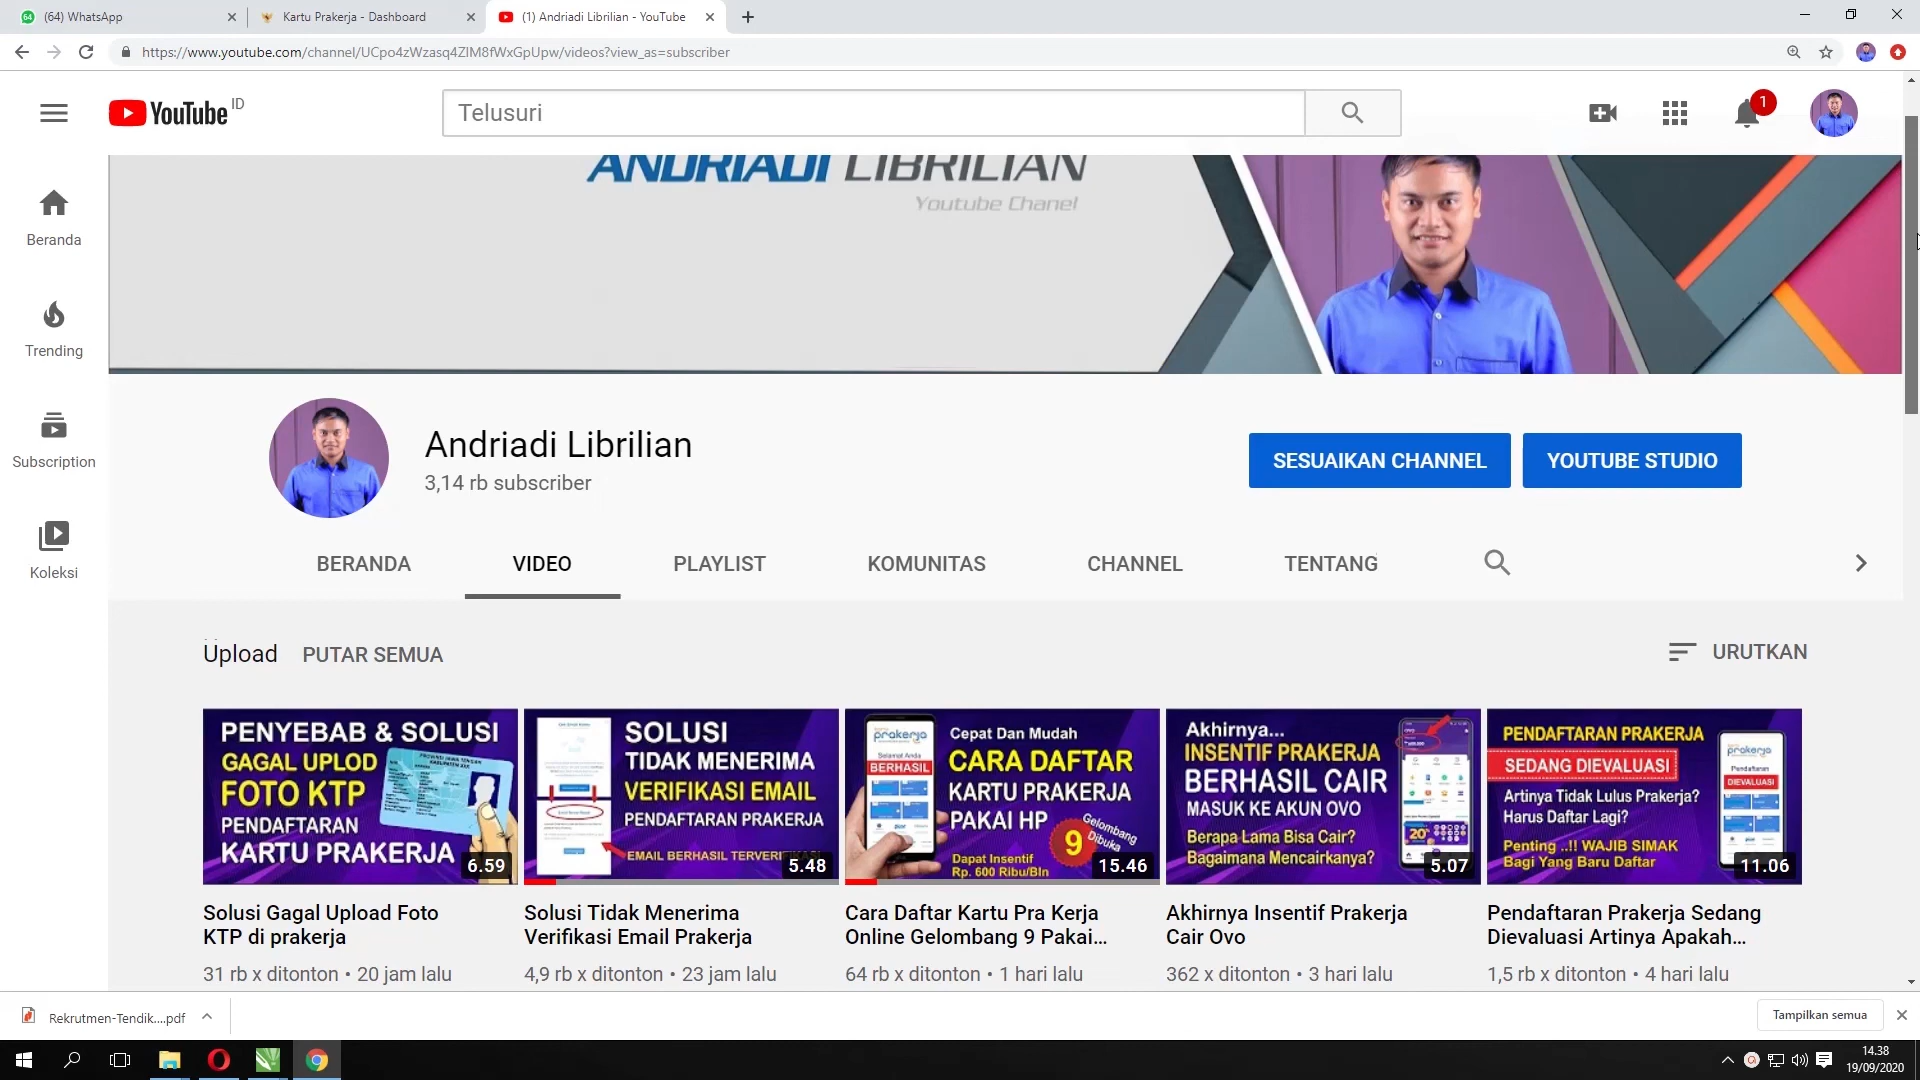 (64) WhatsApp
Kartu Prakerja - Dashboard
(1) Andriadi Librilian - YouTube
https://www.youtube.com/channel/UCpo4zWzasq4ZlM8fWxGpUpw/videos?view_as=subscriber
YouTube ID
Telusuri
1
ANDRIADI LIBRILIAN
Youtube Chanel
Beranda
Trending
Subscription
Koleksi
Andriadi Librilian
3,14 rb subscriber
SESUAIKAN CHANNEL
YOUTUBE STUDIO
BERANDA
VIDEO
PLAYLIST
KOMUNITAS
CHANNEL
TENTANG
Upload
PUTAR SEMUA
URUTKAN
PENYEBAB & SOLUSI
GAGAL UPLOD
FOTO KTP
PENDAFTARAN
KARTU PRAKERJA
6.59
SOLUSI
TIDAK MENERIMA
VERIFIKASI EMAIL
PENDAFTARAN PRAKERJA
5.48
prakerja
Selamat Anda
BERHASIL
Cepat Dan Mudah
CARA DAFTAR
KARTU PRAKERJA
PAKAI HP
9
Gelombang
Dibuka
Dapat Insentif
Rp. 600 Ribu/Bln
15.46
Akhirnya...
INSENTIF PRAKERJA
BERHASIL CAIR
MASUK KE AKUN OVO
Berapa Lama Bisa Cair?
Bagaimana Mencairkanya?
20%
5.07
PENDAFTARAN PRAKERJA
SEDANG DIEVALUASI
Artinya Tidak Lulus Prakerja?
Harus Daftar Lagi?
Penting ..!! WAJIB SIMAK
Bagi Yang Baru Daftar
prakerja
Pendaftaran
DIEVALUASI
11.06
Solusi Gagal Upload Foto
KTP di prakerja
31 rb x ditonton • 20 jam lalu
Solusi Tidak Menerima
Verifikasi Email Prakerja
4,9 rb x ditonton • 23 jam lalu
Cara Daftar Kartu Pra Kerja
Online Gelombang 9 Pakai...
64 rb x ditonton • 1 hari lalu
Akhirnya Insentif Prakerja
Cair Ovo
362 x ditonton • 3 hari lalu
Pendaftaran Prakerja Sedang
Dievaluasi Artinya Apakah...
1,5 rb x ditonton • 4 hari lalu
Rekrutmen-Tendik....pdf
Tampilkan semua
14.38
19/09/2020